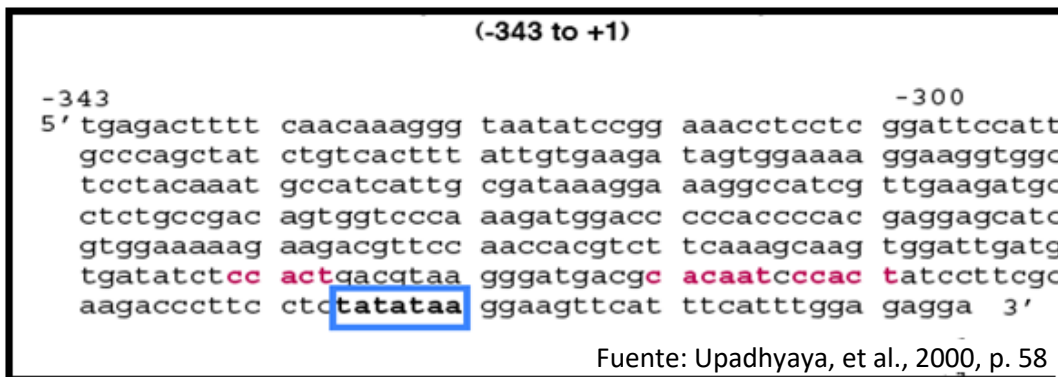 (-343 to +1)
-343 -300
5' tgagactttt caacaaaggg taatatccgg aaacctcctc ggattccatt
gcccagctat ctgtcacttt attgtgaaga tagtggaaaa ggaaggtggc
tcctacaaat gccatcattg cgataaagga aaggccatcg ttgaagatgc
ctctgccgac agtggtccca aagatggacc cccaccccac gaggagcatc
gtggaaaaag aagacgttcc aaccacgtct tcaaagcaag tggattgatg
tgatatctcc actgacgtaa gggatgacgc acaatcccac tatccttcgc
aagacccttc ctctatataa ggaagttcat ttcatttgga gagga 3'
Fuente: Upadhyaya, et al., 2000, p. 58